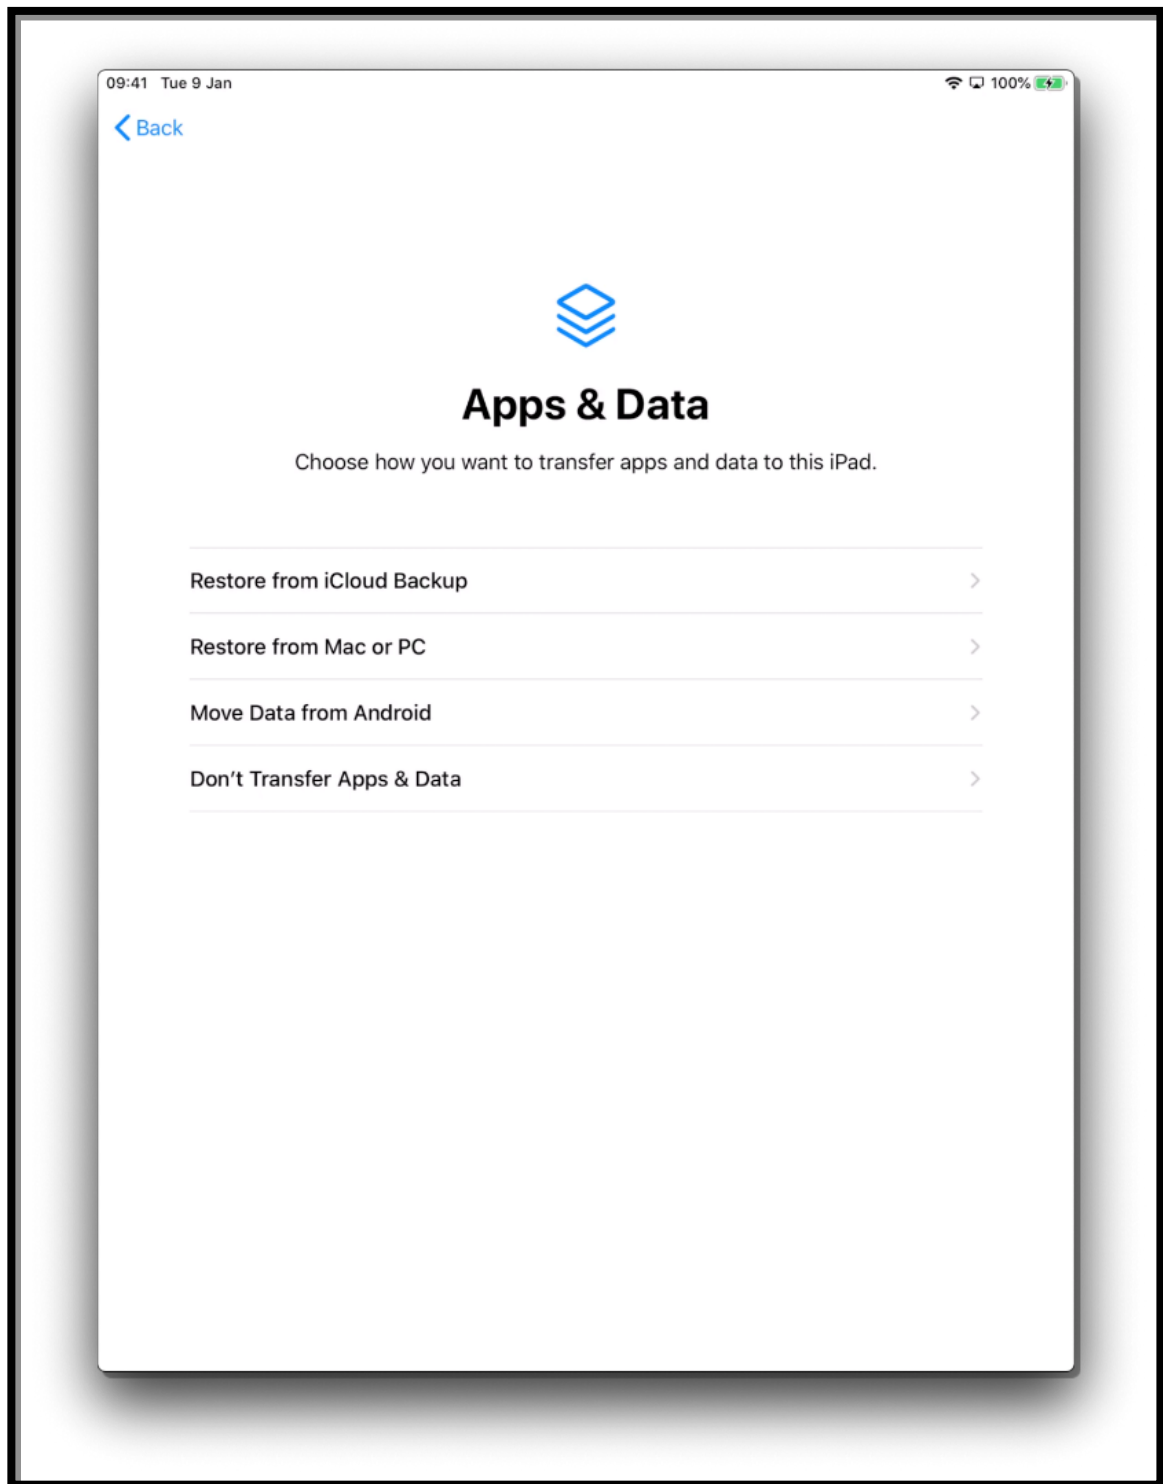 09:41 Tue 9 Jan 100%
Back
Apps & Data
Choose how you want to transfer apps and data to this iPad.
Restore from iCloud Backup
Restore from Mac or PC
Move Data from Android
Don’t Transfer Apps & Data